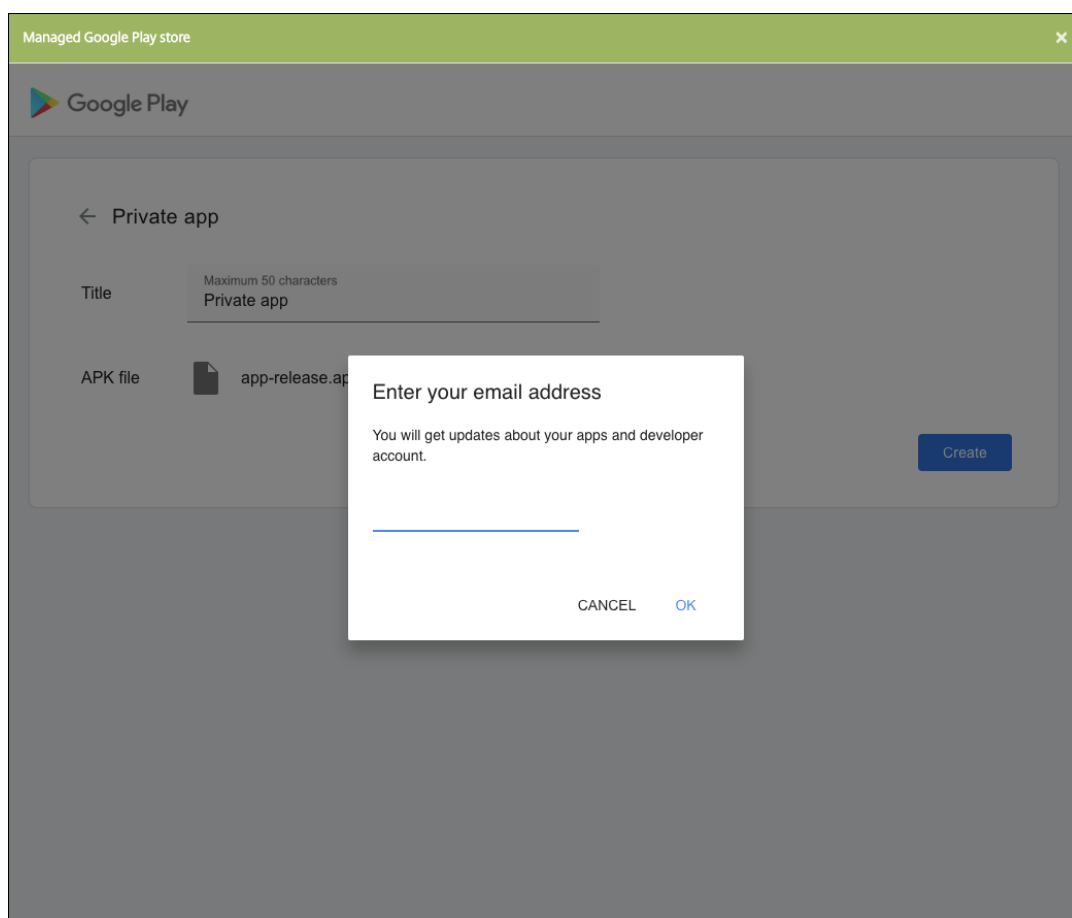 Managed Google Play store
×
Google Play
← Private app
Title
Maximum 50 characters
Private app
APK file
app-release.ap
Enter your email address
You will get updates about your apps and developer
account.
Create
CANCEL OK